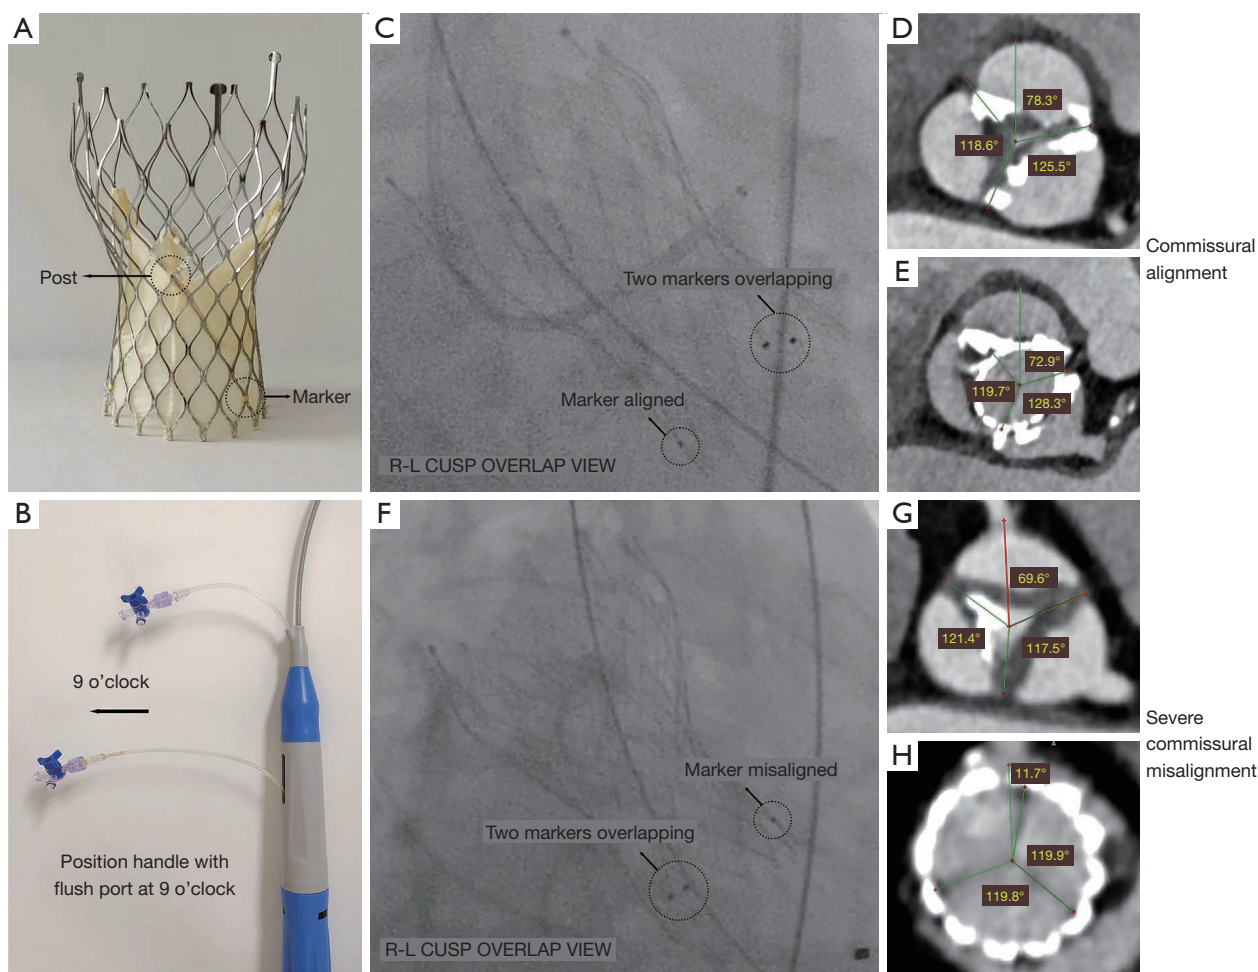 A
Post
Marker
B
9 o'clock
Position handle with
flush port at 9 o'clock
C
Two markers overlapping
Marker aligned
R-L CUSP OVERLAP VIEW
D
78.3°
118.6°
125.5°
E
72.9°
119.7°
128.3°
Commissural
alignment
F
Marker misaligned
Two markers overlapping
R-L CUSP OVERLAP VIEW
G
69.6°
121.4°
117.5°
H
A
11.7°
119.9°
119.8°
Severe
commissural
misalignment